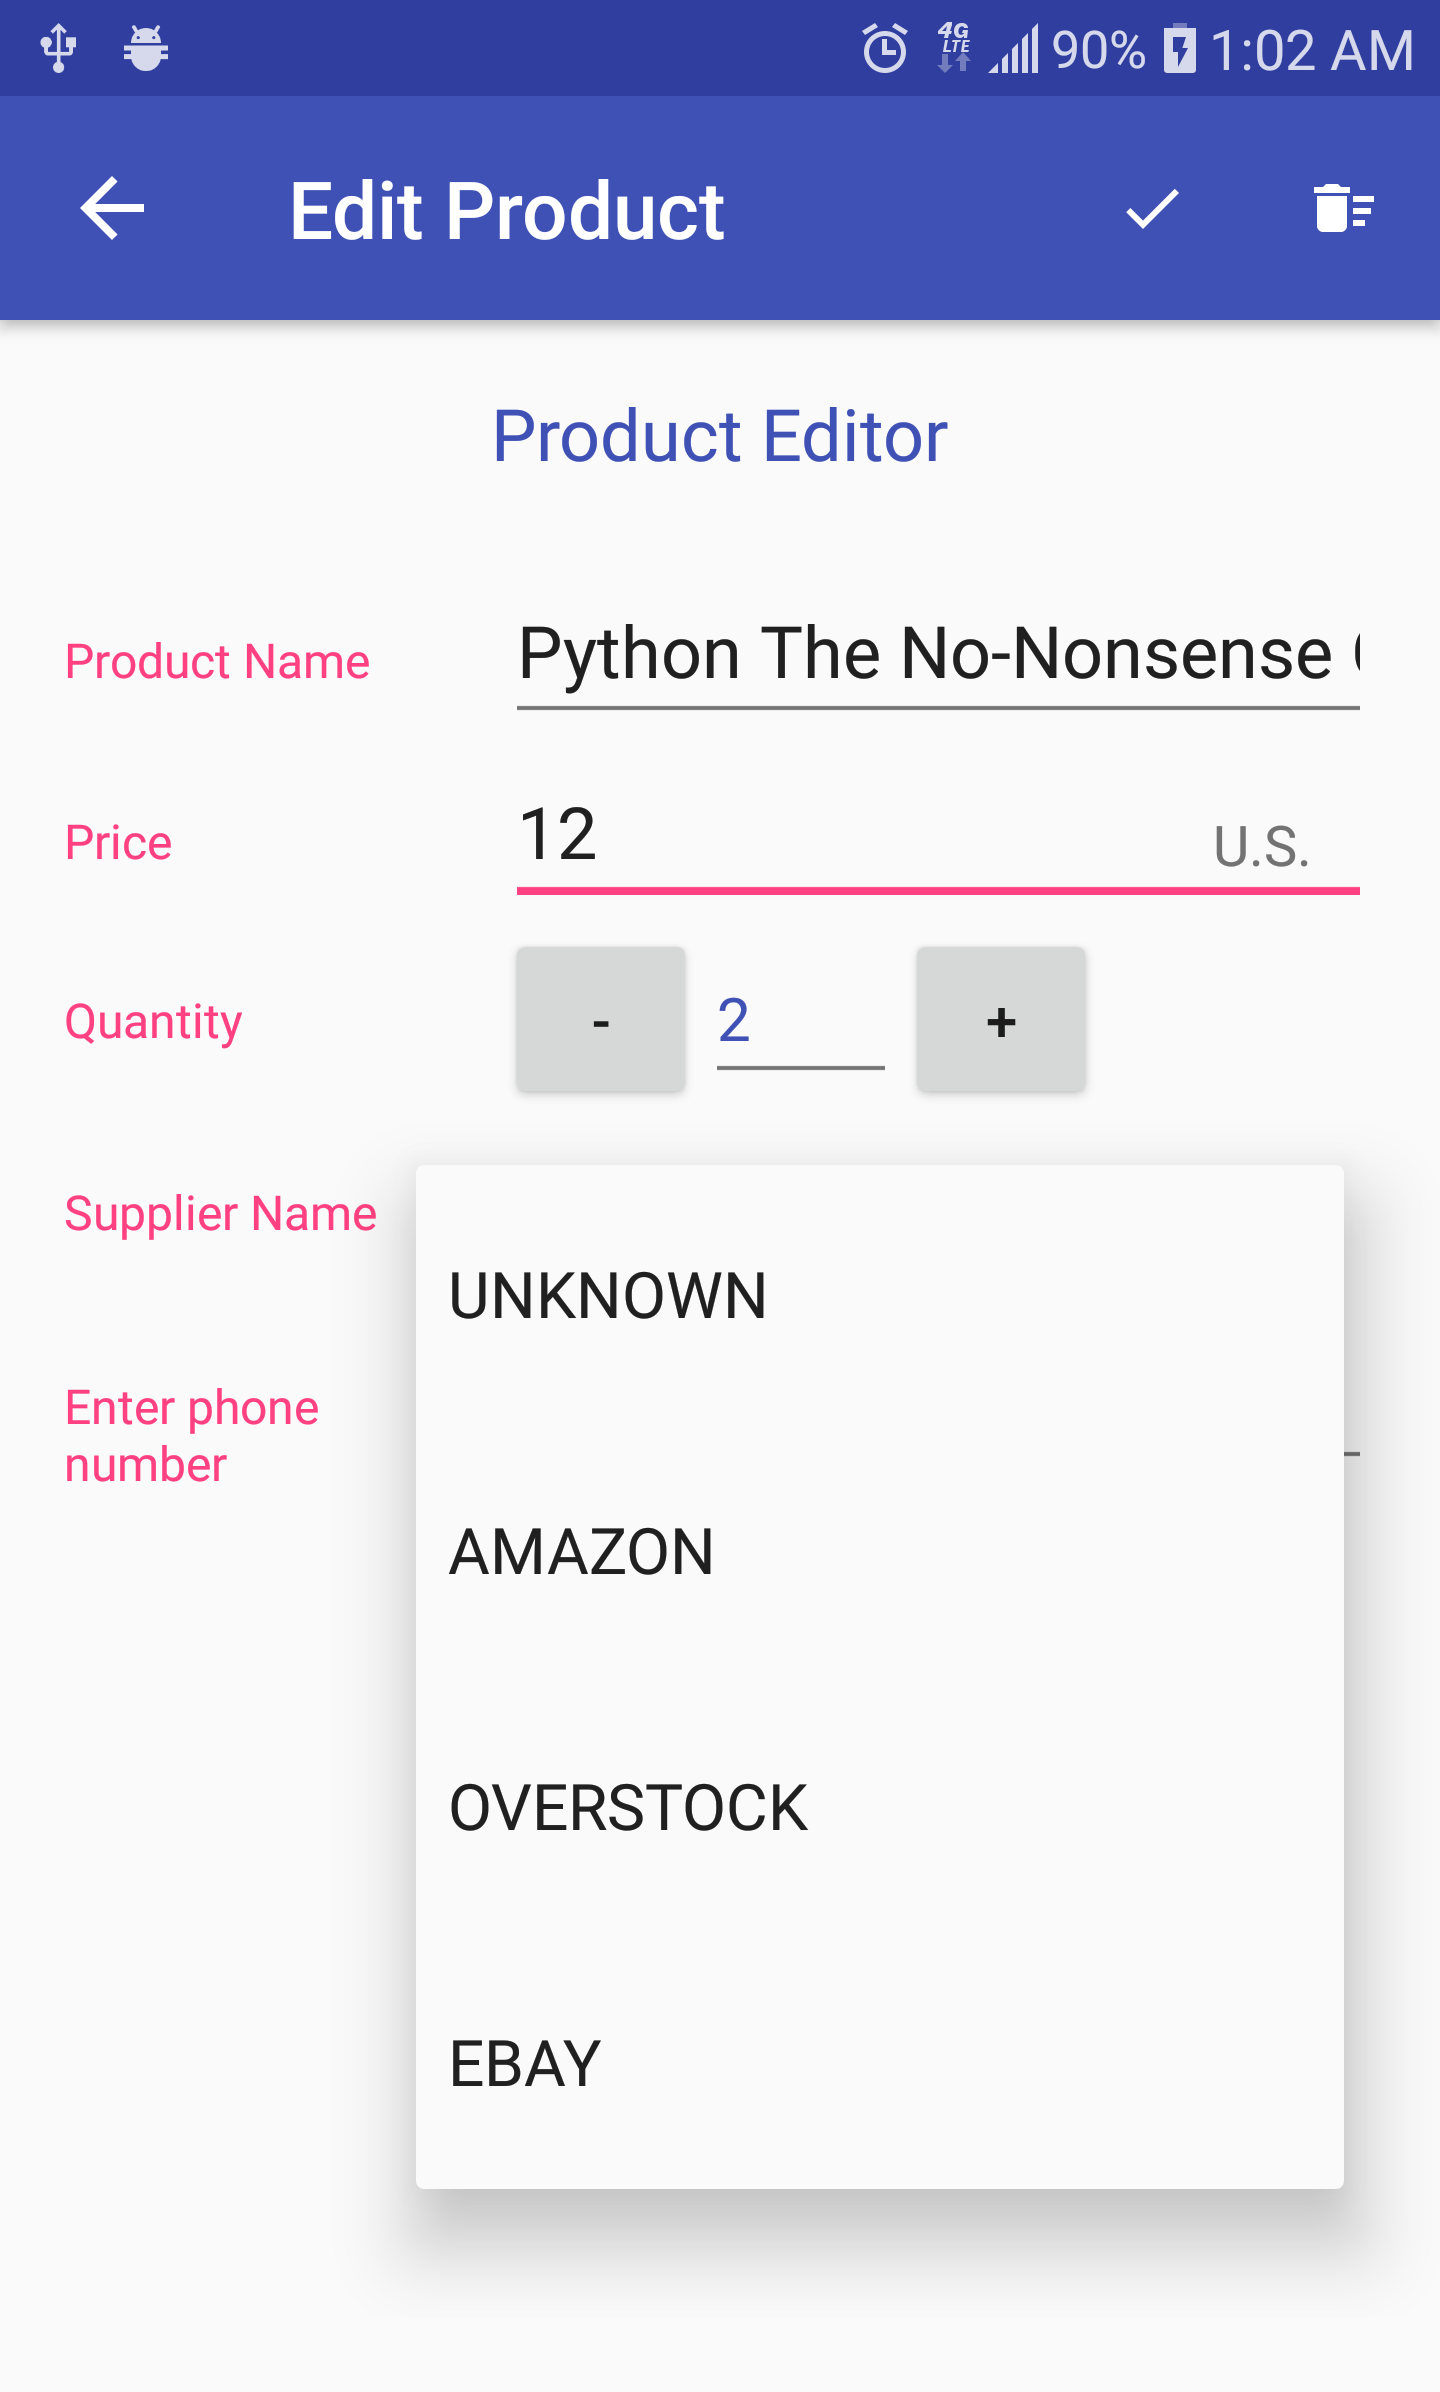 4G LTE 90% 1:02 AM
Edit Product
Product Editor
Product Name Python The No-Nonsense
Price 12 U.S.
Quantity - 2 +
Supplier Name
UNKNOWN
Enter phone
number
AMAZON
OVERSTOCK
EBAY